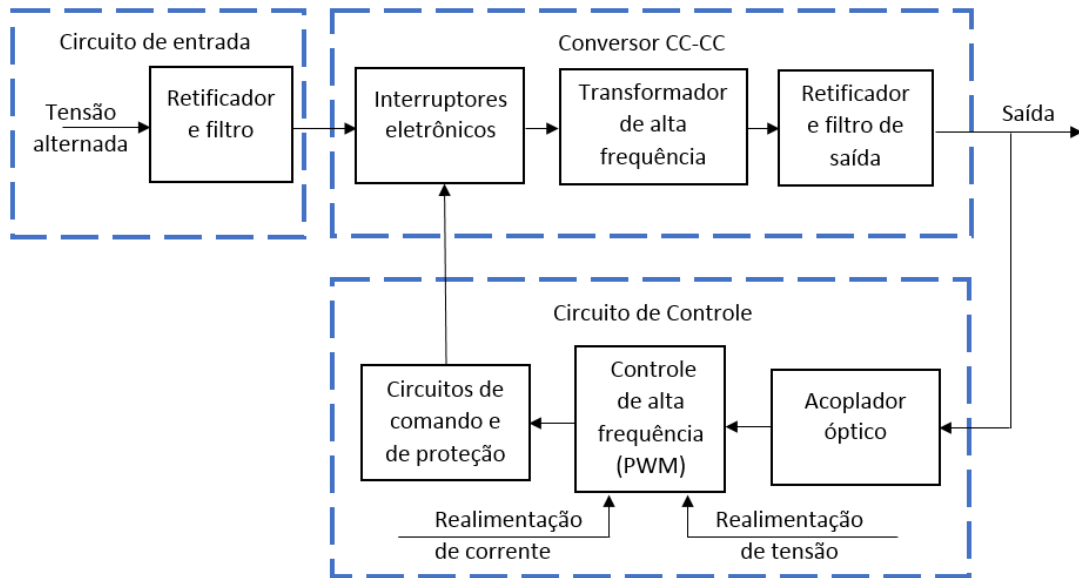 Circuito de entrada
Tensão
alternada
Retificador
e filtro
Conversor CC-CC
Interruptores
eletrônicos
Transformador
de alta
frequência
Retificador
e filtro de
saída
Saída
Circuito de Controle
Circuitos de
comando e
de proteção
Controle
de alta
frequência
(PWM)
Acoplador
óptico
Realimentação
de corrente
Realimentação
de tensão